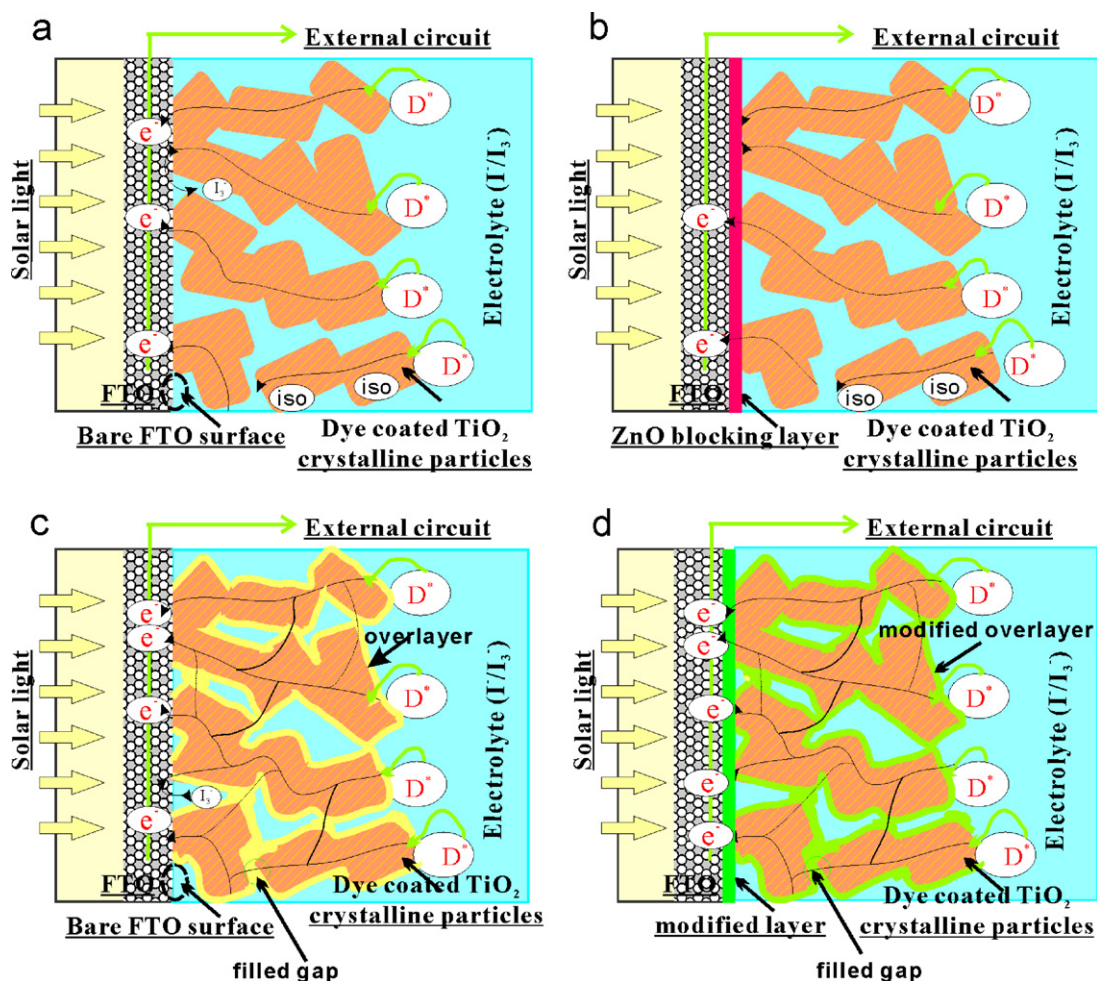 a
External circuit
Solar light
e⁻
e⁻
e⁻
I₃⁻
D*
D*
D*
D*
iso
iso
Electrolyte (I⁻/I₃⁻)
FTO
Bare FTO surface
Dye coated TiO₂
crystalline particles
b
External circuit
Solar light
e⁻
e⁻
D*
D*
D*
D*
iso
iso
Electrolyte (I⁻/I₃⁻)
FTO
ZnO blocking layer
Dye coated TiO₂
crystalline particles
c
External circuit
Solar light
e⁻
e⁻
e⁻
e⁻
I₃⁻
overlayer
D*
D*
D*
D*
Electrolyte (I⁻/I₃⁻)
FTO
Bare FTO surface
Dye coated TiO₂
crystalline particles
filled gap
d
External circuit
Solar light
e⁻
e⁻
e⁻
e⁻
e⁻
modified overlayer
D*
D*
D*
D*
Electrolyte (I⁻/I₃⁻)
FTO
modified layer
Dye coated TiO₂
crystalline particles
filled gap